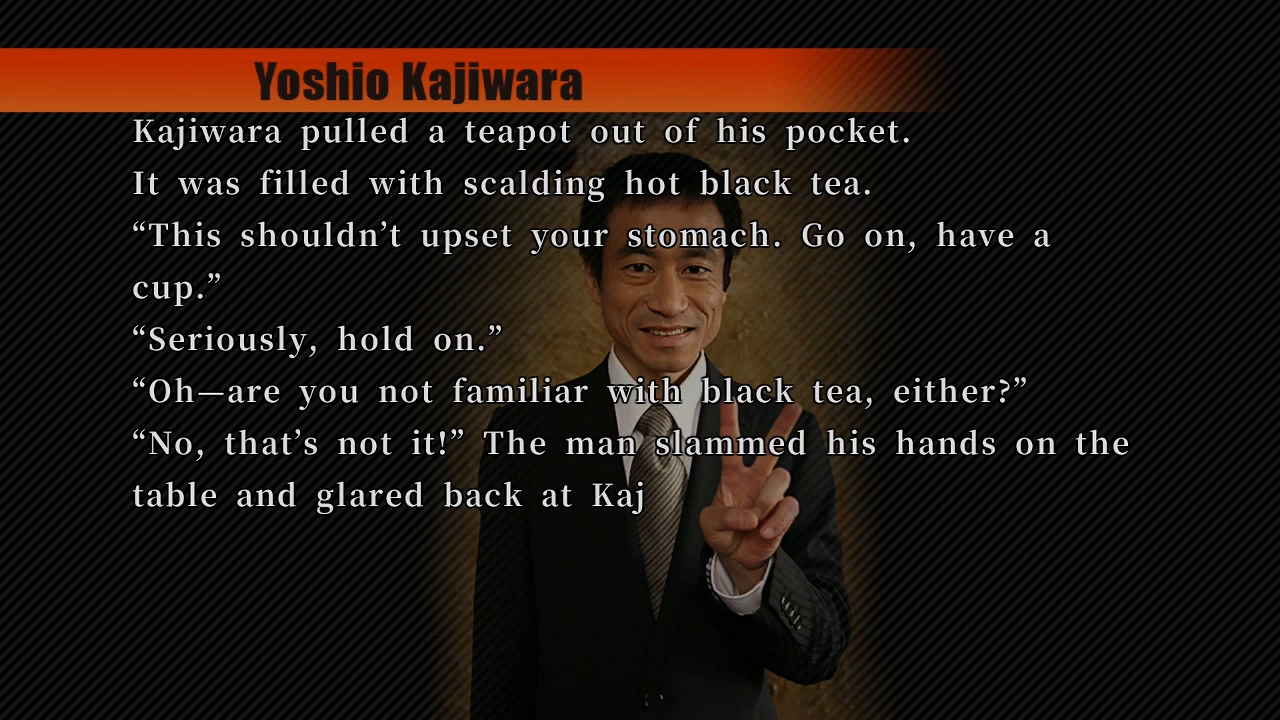 Yoshio Kajiwara
Kajiwara pulled a teapot out of his pocket.
It was filled with scalding hot black tea.
“This shouldn’t upset your stomach. Go on, have a
cup.”
“Seriously, hold on.”
“Oh—are you not familiar with black tea, either?”
“No, that’s not it!” The man slammed his hands on the
table and glared back at Kaj